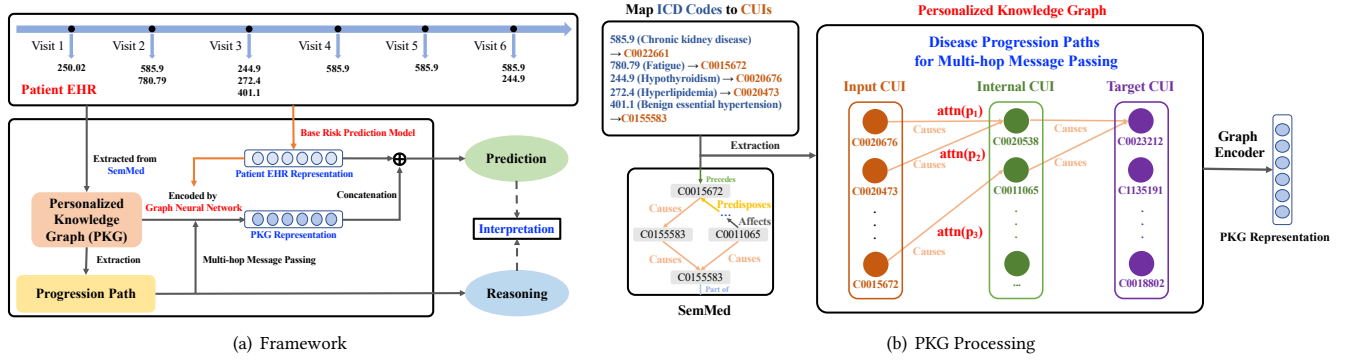 Visit 1
Visit 2
Visit 3
Visit 4
Visit 5
Visit 6
250.02
585.9
780.79
244.9
272.4
401.1
585.9
585.9
585.9
244.9
Patient EHR
Base Risk Prediction Model
Extracted from
SemMed
Patient EHR Representation
Encoded by
Graph Neural Network
Concatenation
Prediction
Personalized
Knowledge
Graph (PKG)
PKG Representation
Interpretation
Extraction
Multi-hop Message Passing
Progression Path
Reasoning
(a) Framework
Map ICD Codes to CUIs
585.9 (Chronic kidney disease)
→ C0022661
780.79 (Fatigue) → C0015672
244.9 (Hypothyroidism) → C0020676
272.4 (Hyperlipidemia) → C0020473
401.1 (Benign essential hypertension)
→C0155583
Extraction
Precedes
C0015672
Causes
Predisposes
...
Affects
C0155583
C0011065
Causes
Causes
C0155583
Part of
SemMed
Personalized Knowledge Graph
Disease Progression Paths
for Multi-hop Message Passing
Input CUI
Internal CUI
Target CUI
attn(p1)
Causes
Causes
C0020676
C0020538
C0023212
Causes
attn(p2)
Causes
C0020473
C0011065
C1135191
attn(p3)
Causes
C0015672
...
C0018802
Graph
Encoder
PKG Representation
(b) PKG Processing